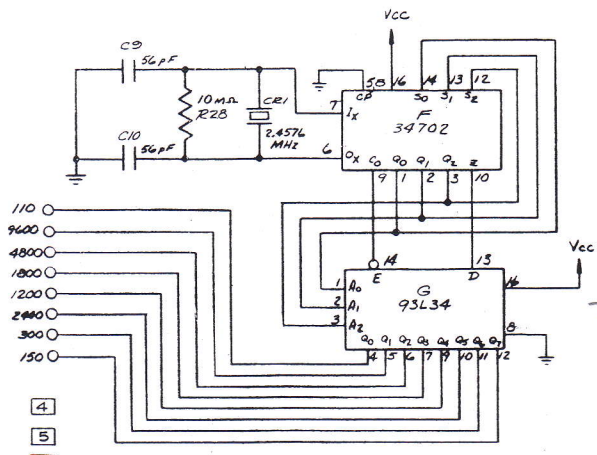 Vcc
C9
56pF
10mΩ
R28
CR1
2.4576
MHz
C10
56pF
58 16 14 13 12
CP S0 S1 S2
7 IX
F
34702
6 OX
C0 Q0 Q1 Q2 Z
9 1 2 3 10
110
9600
4800
1800
1200
2400
300
150
Vcc
14 13
E D
16
1 A0
2 A1
3 A2
G
93L34
8
Q0 Q1 Q2 Q3 Q4 Q5 Q6 Q7
4 5 6 7 9 10 11 12
4
5